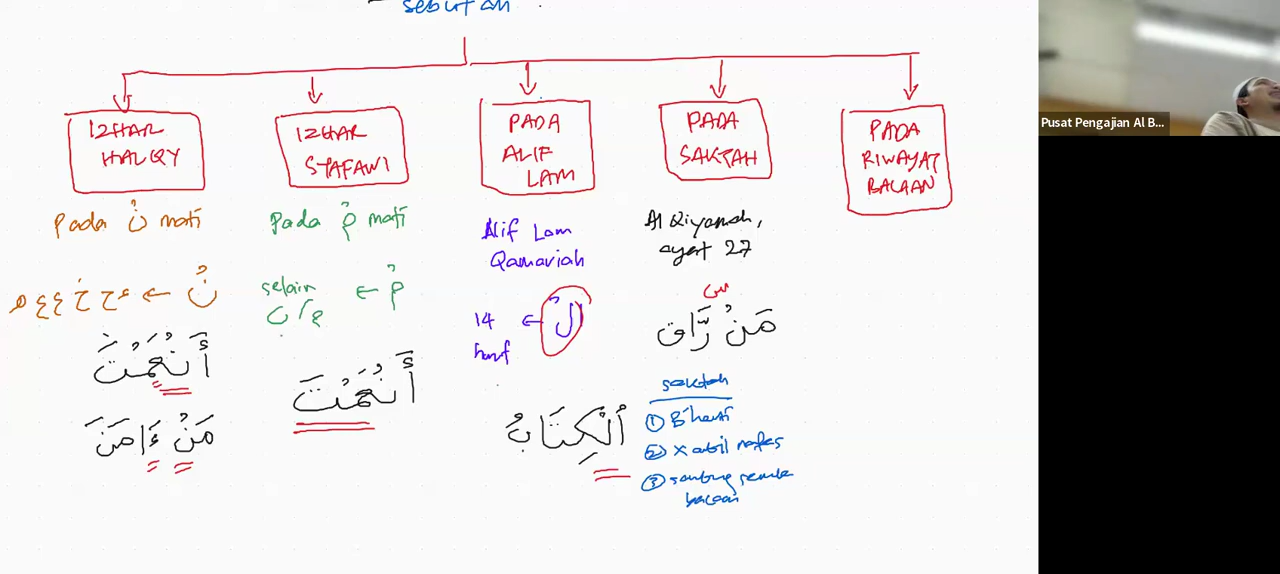 sebutan
IZHAR
HALQY
Pada نْ mati
نْ ← ء ح خ ع غ ه
أَنْعَمْتَ
مَنْ ءَامَنَ
IZHAR
SYAFAWI
Pada مْ mati
مْ ← selain
م / ب
أَنْعَمْتَ
PADA
ALIF
LAM
Alif Lam
Qamariah
الْ ← 14
huruf
اَلْكِتَابُ
PADA
SAKTAH
Al Qiyamah,
ayat 27
س
مَنْ رَّاقٍ
saktah
① B'henti
② X ambil nafas
③ sambung semula
bacaan
PADA
RIWAYAT
BACAAN
Pusat Pengajian Al B...